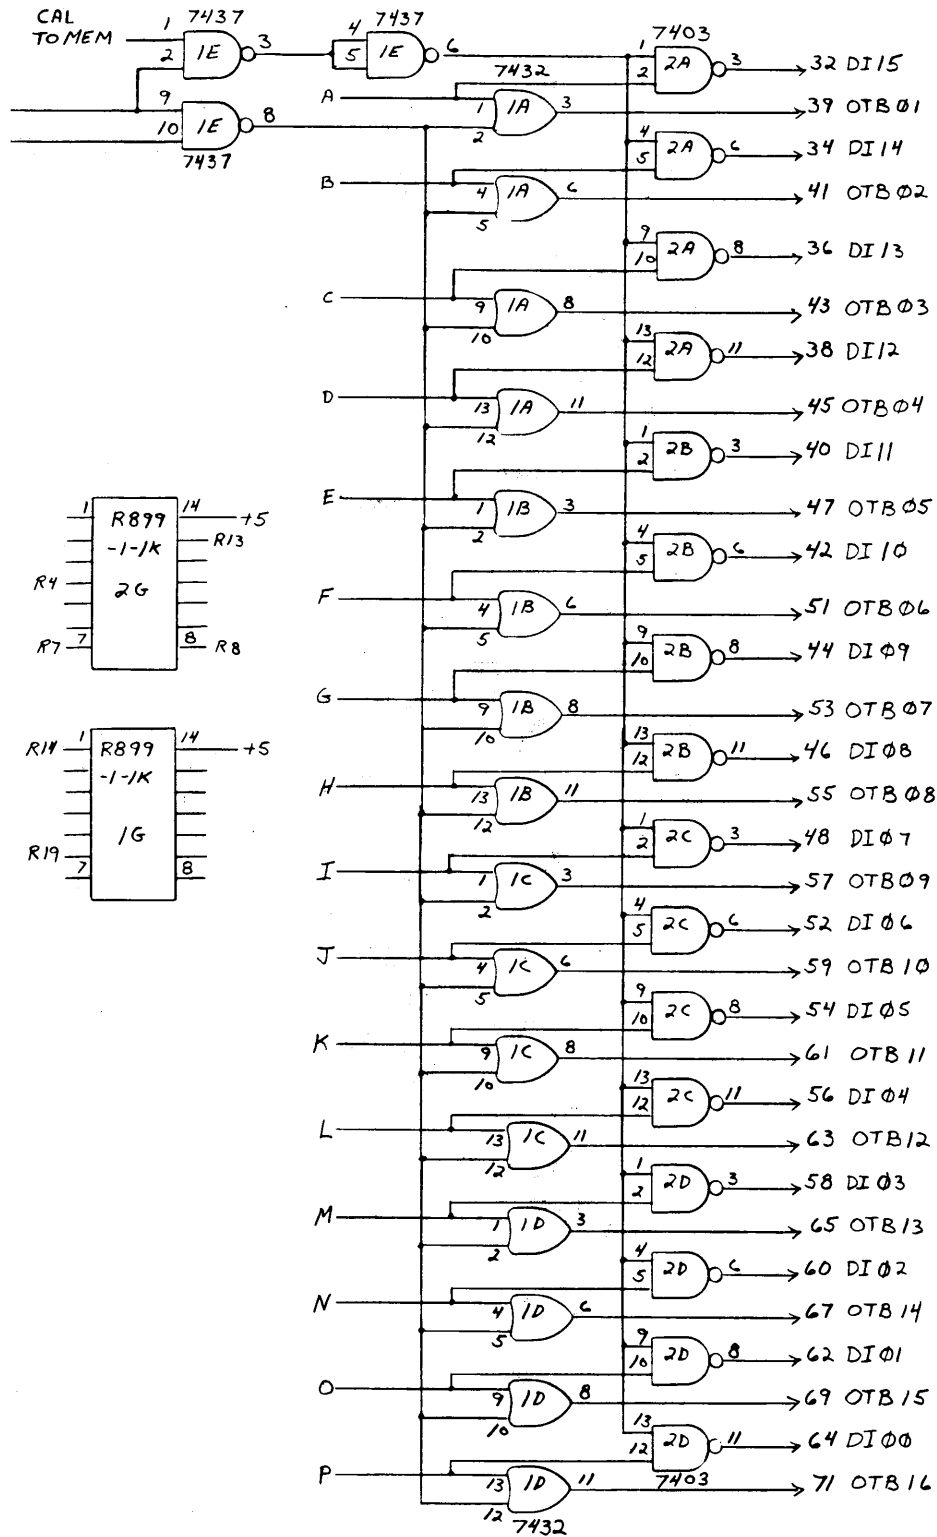 CAL
TO MEM
1 7437
2 1E 3
4 7437
5 1E 6
9
10 1E 8
7437
7403
1
2 2A 3 32 DI15
7432
A 1 1A 3 39 OTBØ1
2
4
5 2A 6 34 DI14
B 4 1A 6 41 OTBØ2
5
9
10 2A 8 36 DI13
C 9 1A 8 43 OTBØ3
10
13
12 2A 11 38 DI12
D 13 1A 11 45 OTBØ4
12
1
2 2B 3 40 DI11
E 1 1B 3 47 OTBØ5
2
4
5 2B 6 42 DI1Ø
F 4 1B 6 51 OTBØ6
5
9
10 2B 8 44 DIØ9
G 9 1B 8 53 OTBØ7
10
13
12 2B 11 46 DIØ8
H 13 1B 11 55 OTBØ8
12
1
2 2C 3 48 DIØ7
I 1 1C 3 57 OTBØ9
2
4
5 2C 6 52 DIØ6
J 4 1C 6 59 OTB1Ø
5
9
10 2C 8 54 DIØ5
K 9 1C 8 61 OTB11
10
13
12 2C 11 56 DIØ4
L 13 1C 11 63 OTB12
12
1
2 2D 3 58 DIØ3
M 1 1D 3 65 OTB13
2
4
5 2D 6 60 DIØ2
N 4 1D 6 67 OTB14
5
9
10 2D 8 62 DIØ1
O 9 1D 8 69 OTB15
10
13
12 2D 11 64 DIØØ
7403
P 13 1D 11 71 OTB16
12
7432
1 R899 14 +5
-1-1K R13
R4 2G
R7 7 8 R8
R14 1 R899 14 +5
-1-1K
1G
R19
7 8